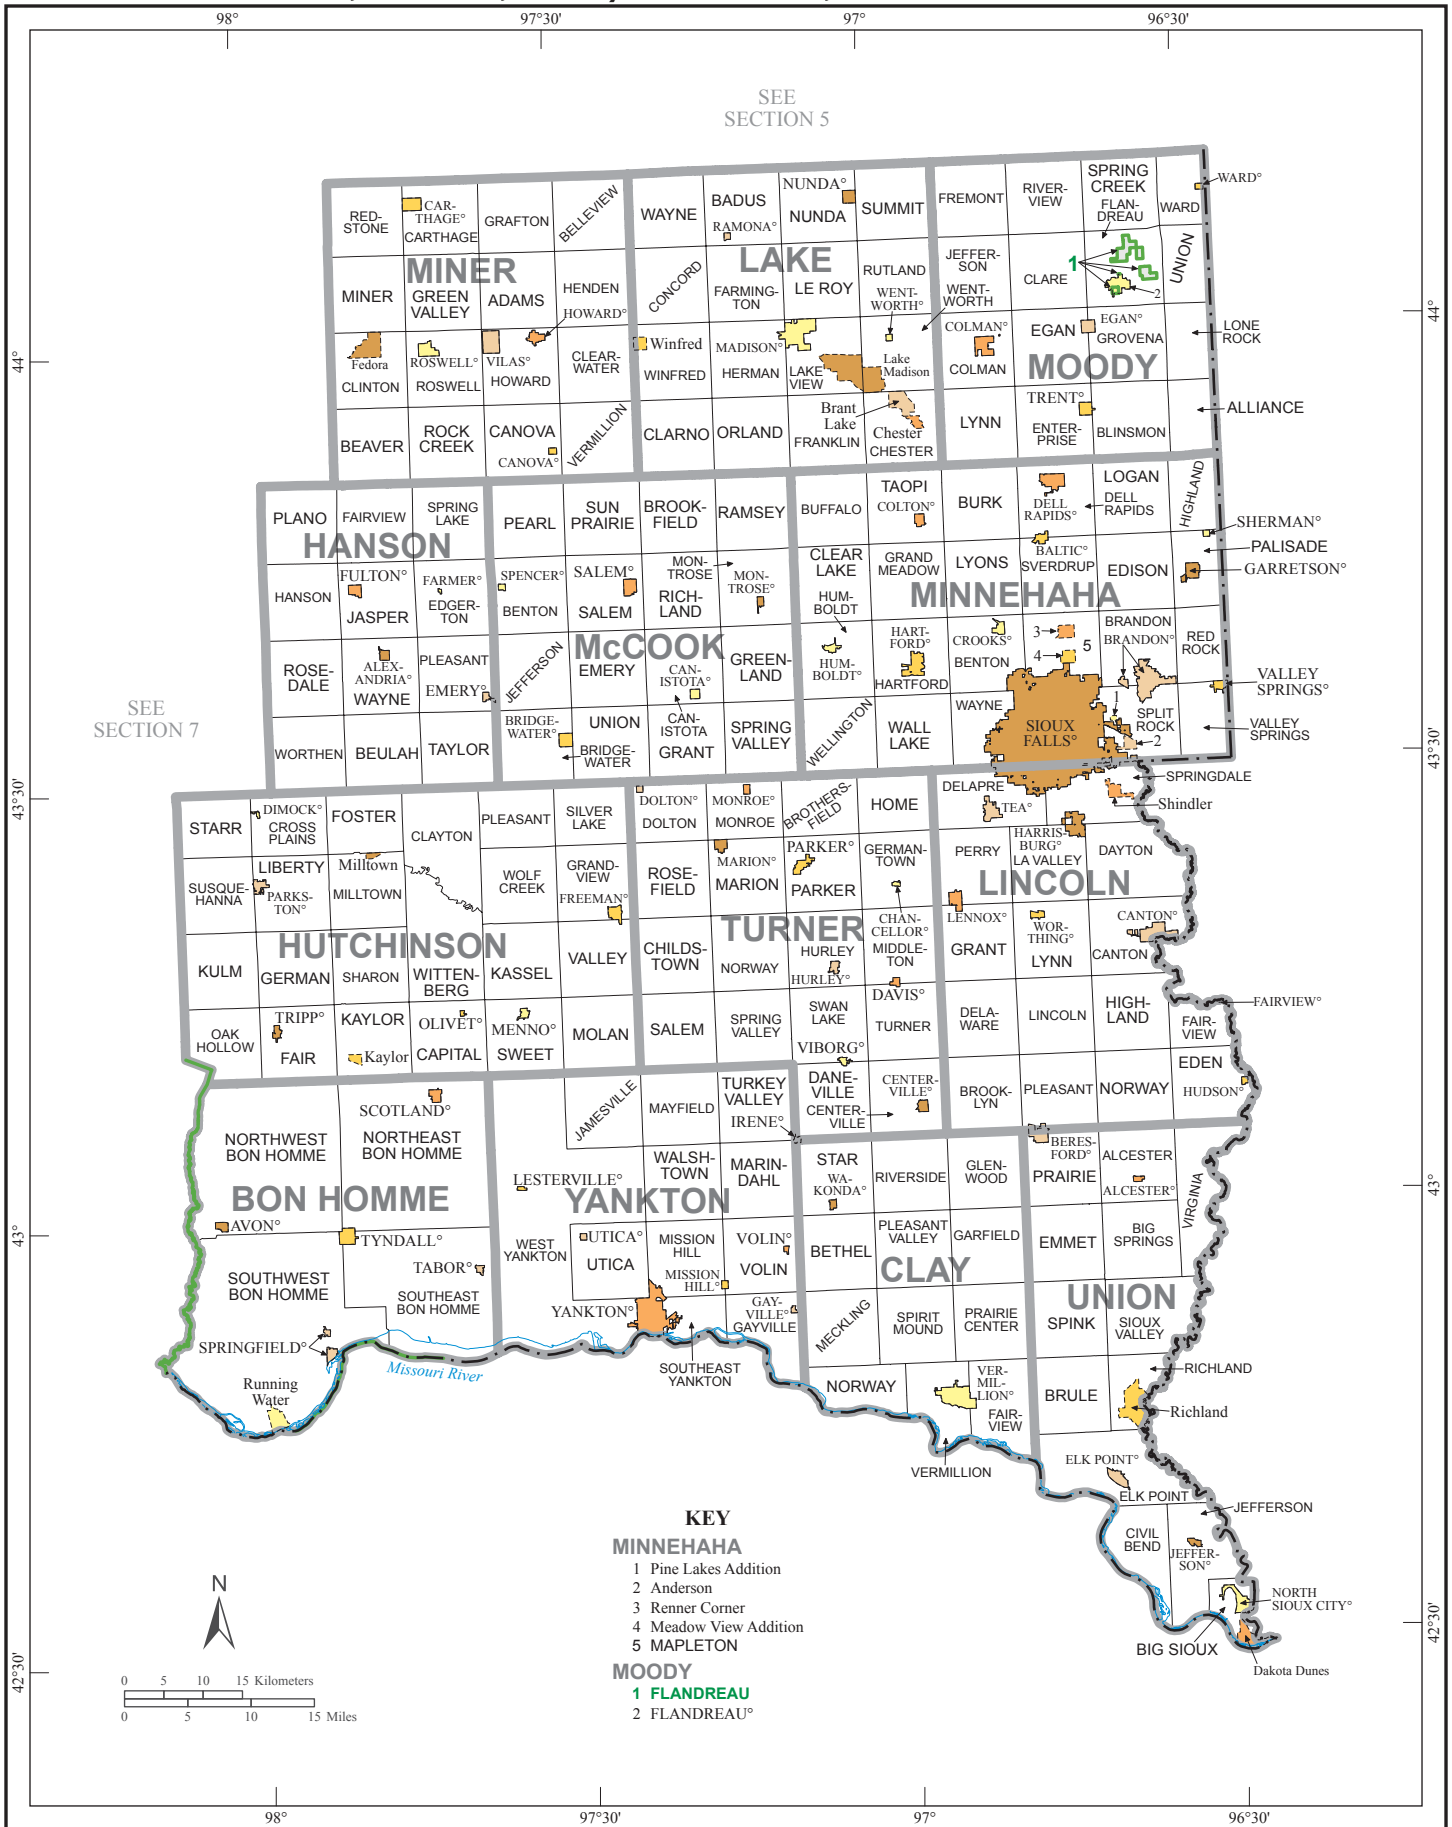 98°
97°30'
97°
96°30'
SEE
SECTION 5
RED-
STONE
CAR-
THAGE°
CARTHAGE
GRAFTON
BELLEVIEW
MINER
MINER
GREEN
VALLEY
ADAMS
HENDEN
HOWARD°
Fedora
ROSWELL°
VILAS°
CLEAR-
WATER
CLINTON
ROSWELL
HOWARD
BEAVER
ROCK
CREEK
CANOVA
CANOVA°
VERMILLION
WAYNE
BADUS
RAMONA°
NUNDA°
NUNDA
SUMMIT
LAKE
CONCORD
FARMING-
TON
LE ROY
RUTLAND
WENT-
WORTH°
WENT-
WORTH
Winfred
MADISON°
WINFRED
HERMAN
LAKE
VIEW
Lake
Madison
Brant
Lake
Chester
CLARNO
ORLAND
FRANKLIN
CHESTER
FREMONT
RIVER-
VIEW
SPRING
CREEK
FLAN-
DREAU
WARD
WARD°
JEFFER-
SON
CLARE
1
2
UNION
COLMAN°
COLMAN
EGAN
EGAN°
GROVENA
LONE
ROCK
MOODY
TRENT°
LYNN
ENTER-
PRISE
BLINSMON
ALLIANCE
44°
44°
PLANO
FAIRVIEW
SPRING
LAKE
HANSON
HANSON
FULTON°
JASPER
FARMER°
EDGER-
TON
ROSE-
DALE
ALEX-
ANDRIA°
WAYNE
PLEASANT
EMERY°
WORTHEN
BEULAH
TAYLOR
PEARL
SUN
PRAIRIE
BROOK-
FIELD
RAMSEY
SPENCER°
BENTON
SALEM°
SALEM
MON-
TROSE
RICH-
LAND
MON-
TROSE°
McCOOK
JEFFERSON
EMERY
CAN-
ISTOTA°
GREEN-
LAND
BRIDGE-
WATER°
UNION
BRIDGE-
WATER
CAN-
ISTOTA
GRANT
SPRING
VALLEY
BUFFALO
TAOPI
COLTON°
BURK
DELL
RAPIDS°
LOGAN
DELL
RAPIDS
HIGHLAND
SHERMAN°
PALISADE
GARRETSON°
CLEAR
LAKE
GRAND
MEADOW
LYONS
BALTIC°
SVERDRUP
EDISON
MINNEHAHA
HUM-
BOLDT
HUM-
BOLDT°
HART-
FORD°
HARTFORD
CROOKS°
BENTON
3
4
5
BRANDON
BRANDON°
RED
ROCK
VALLEY
SPRINGS°
WELLINGTON
WALL
LAKE
WAYNE
SIOUX
FALLS°
1
SPLIT
ROCK
2
VALLEY
SPRINGS
SEE
SECTION 7
43°30'
43°30'
STARR
DIMOCK°
CROSS
PLAINS
FOSTER
CLAYTON
PLEASANT
SILVER
LAKE
SUSQUE-
HANNA
LIBERTY
PARKS-
TON°
Milltown
MILLTOWN
WOLF
CREEK
GRAND-
VIEW
FREEMAN°
HUTCHINSON
KULM
GERMAN
SHARON
WITTEN-
BERG
KASSEL
VALLEY
OAK
HOLLOW
TRIPP°
FAIR
KAYLOR
Kaylor
OLIVET°
CAPITAL
MENNO°
SWEET
MOLAN
DOLTON°
DOLTON
MONROE°
MONROE
BROTHERS-
FIELD
HOME
ROSE-
FIELD
MARION°
MARION
PARKER°
PARKER
GERMAN-
TOWN
TURNER
CHAN-
CELLOR°
CHILDS-
TOWN
NORWAY
HURLEY
HURLEY°
MIDDLE-
TON
DAVIS°
SALEM
SPRING
VALLEY
SWAN
LAKE
VIBORG°
TURNER
DANE-
VILLE
CENTER-
VILLE
CENTER-
VILLE°
DELAPRE
TEA°
SPRINGDALE
Shindler
PERRY
HARRIS-
BURG°
LA VALLEY
DAYTON
LINCOLN
LENNOX°
GRANT
WOR-
THING°
LYNN
CANTON°
CANTON
DELA-
WARE
LINCOLN
HIGH-
LAND
FAIRVIEW°
FAIR-
VIEW
EDEN
HUDSON°
BROOK-
LYN
PLEASANT
NORWAY
SCOTLAND°
NORTHWEST
BON HOMME
NORTHEAST
BON HOMME
BON HOMME
AVON°
TYNDALL°
TABOR°
SOUTHWEST
BON HOMME
SOUTHEAST
BON HOMME
SPRINGFIELD°
Running
Water
Missouri River
JAMESVILLE
MAYFIELD
TURKEY
VALLEY
IRENE°
LESTERVILLE°
WALSH-
TOWN
MARIN-
DAHL
YANKTON
WEST
YANKTON
UTICA°
UTICA
MISSION
HILL
MISSION
HILL°
VOLIN°
VOLIN
YANKTON°
GAY-
VILLE°
GAYVILLE
SOUTHEAST
YANKTON
STAR
WA-
KONDA°
RIVERSIDE
GLEN-
WOOD
BETHEL
PLEASANT
VALLEY
GARFIELD
CLAY
MECKLING
SPIRIT
MOUND
PRAIRIE
CENTER
NORWAY
VER-
MIL-
LION°
FAIR-
VIEW
VERMILLION
BERES-
FORD°
PRAIRIE
ALCESTER
ALCESTER°
VIRGINIA
EMMET
BIG
SPRINGS
UNION
SPINK
SIOUX
VALLEY
BRULE
RICHLAND
Richland
ELK POINT°
ELK POINT
JEFFERSON
CIVIL
BEND
JEFFER-
SON°
NORTH
SIOUX CITY°
BIG SIOUX
Dakota Dunes
43°
43°
KEY
MINNEHAHA
1 Pine Lakes Addition
2 Anderson
3 Renner Corner
4 Meadow View Addition
5 MAPLETON
MOODY
1 FLANDREAU
2 FLANDREAU°
N
0 5 10 15 Kilometers
0 5 10 15 Miles
42°30'
42°30'
98°
97°30'
97°
96°30'